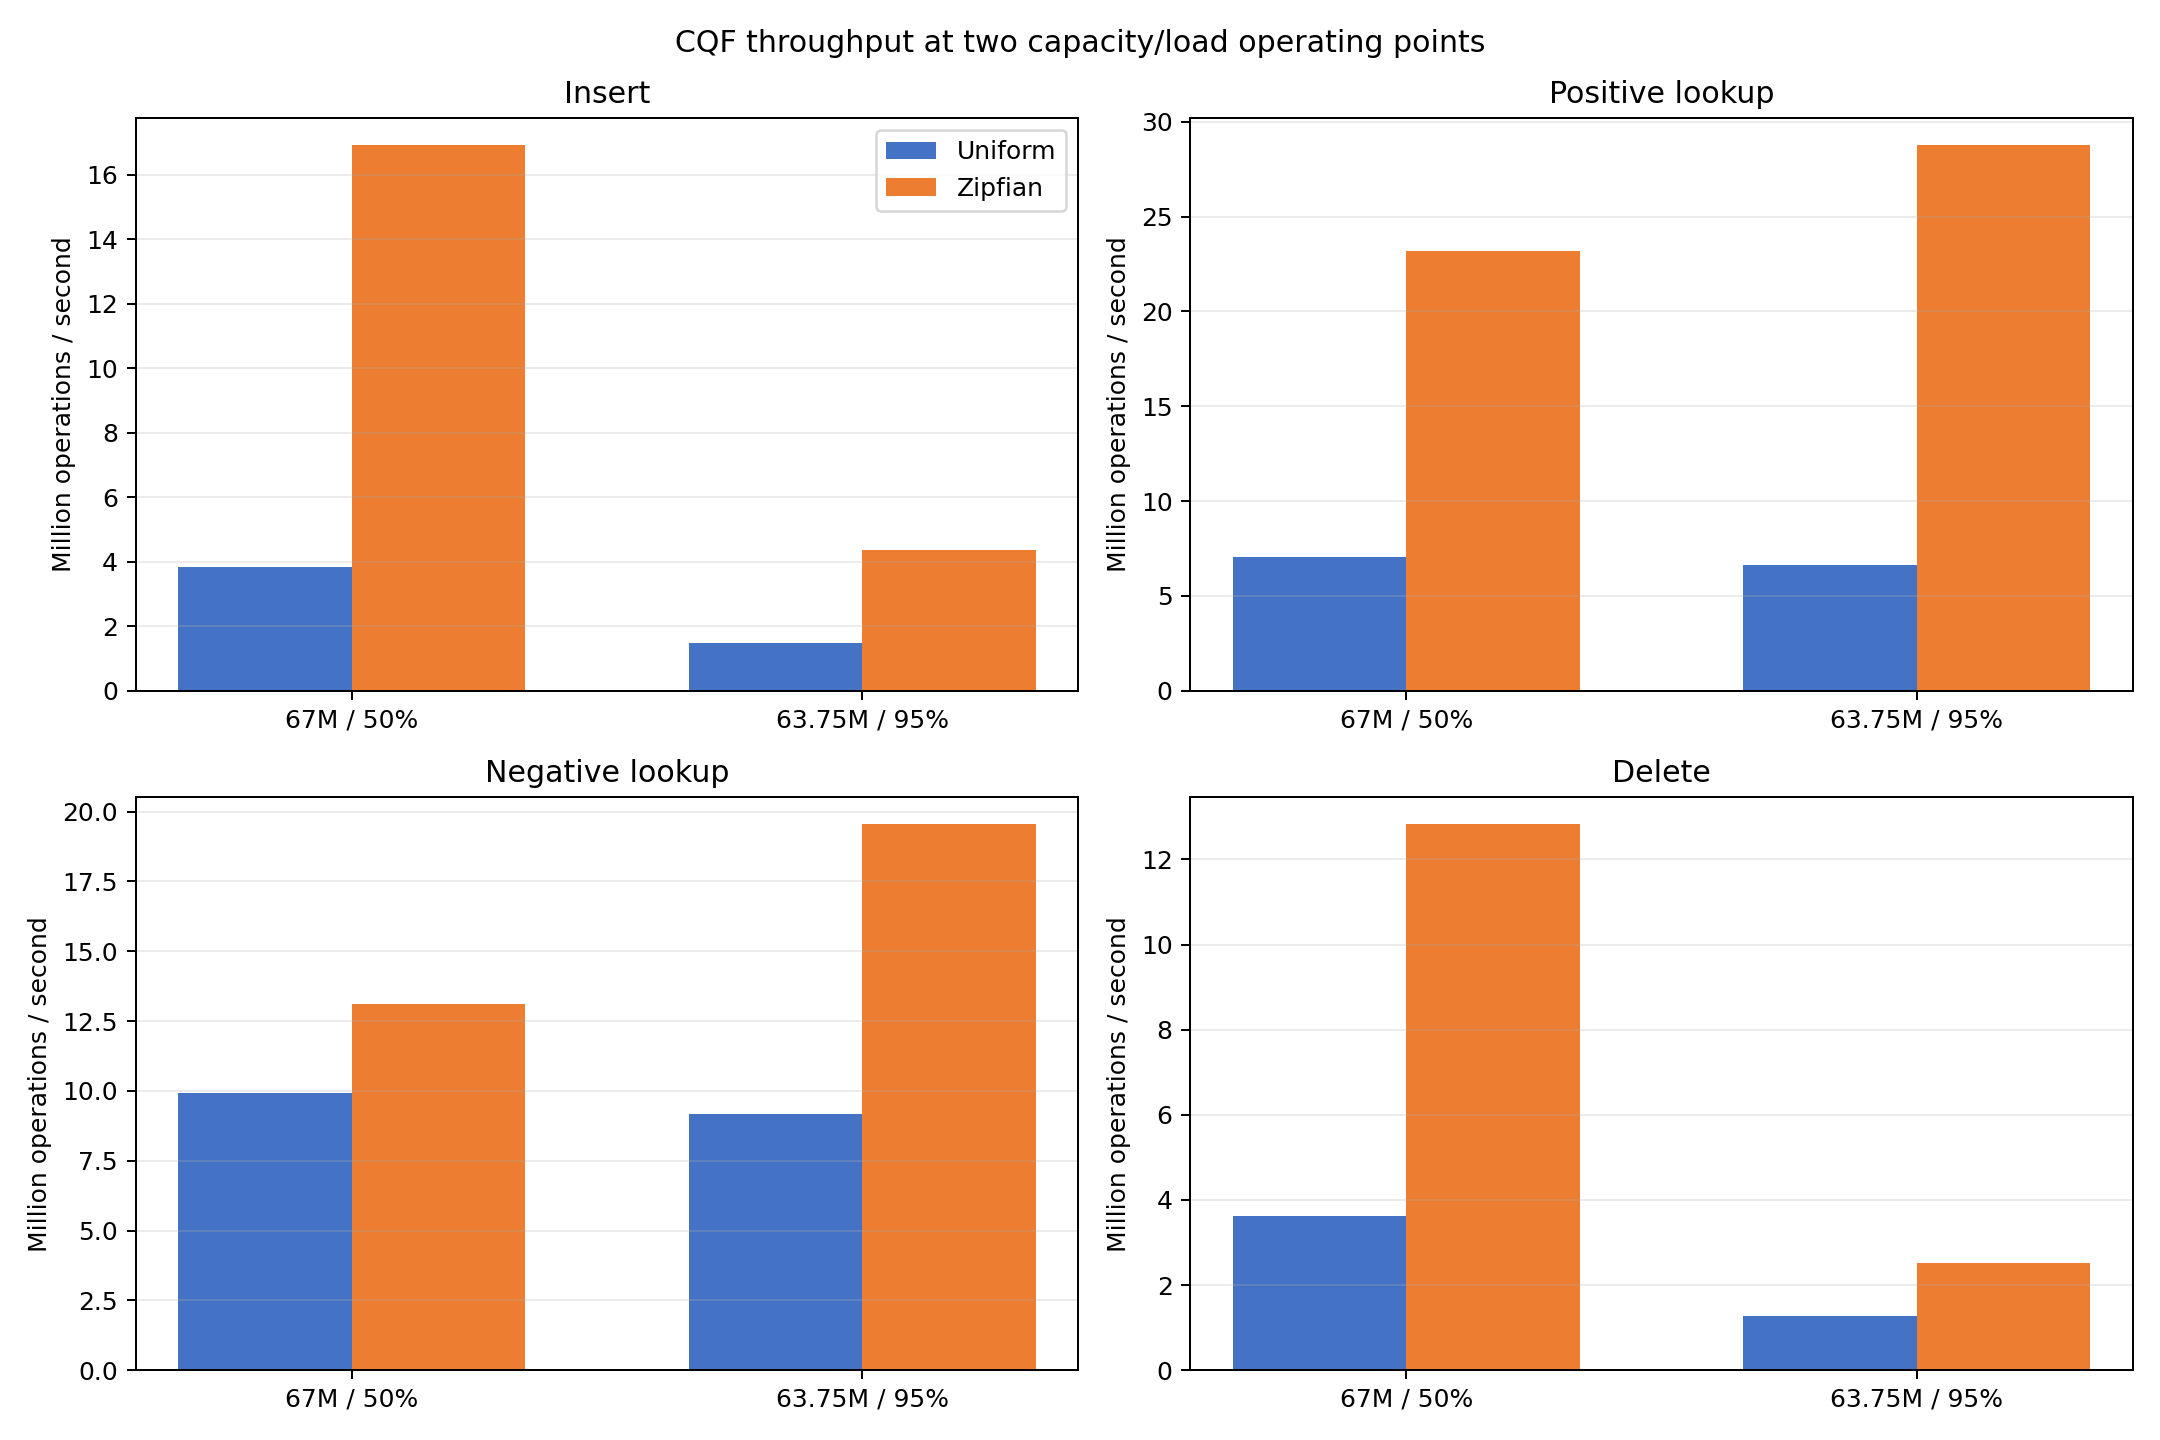 CQF throughput at two capacity/load operating points
Insert
Million operations / second
16
14
12
10
8
6
4
2
0
67M / 50%
63.75M / 95%
Uniform
Zipfian
Positive lookup
Million operations / second
30
25
20
15
10
5
0
67M / 50%
63.75M / 95%
Negative lookup
Million operations / second
20.0
17.5
15.0
12.5
10.0
7.5
5.0
2.5
0.0
67M / 50%
63.75M / 95%
Delete
Million operations / second
12
10
8
6
4
2
0
67M / 50%
63.75M / 95%